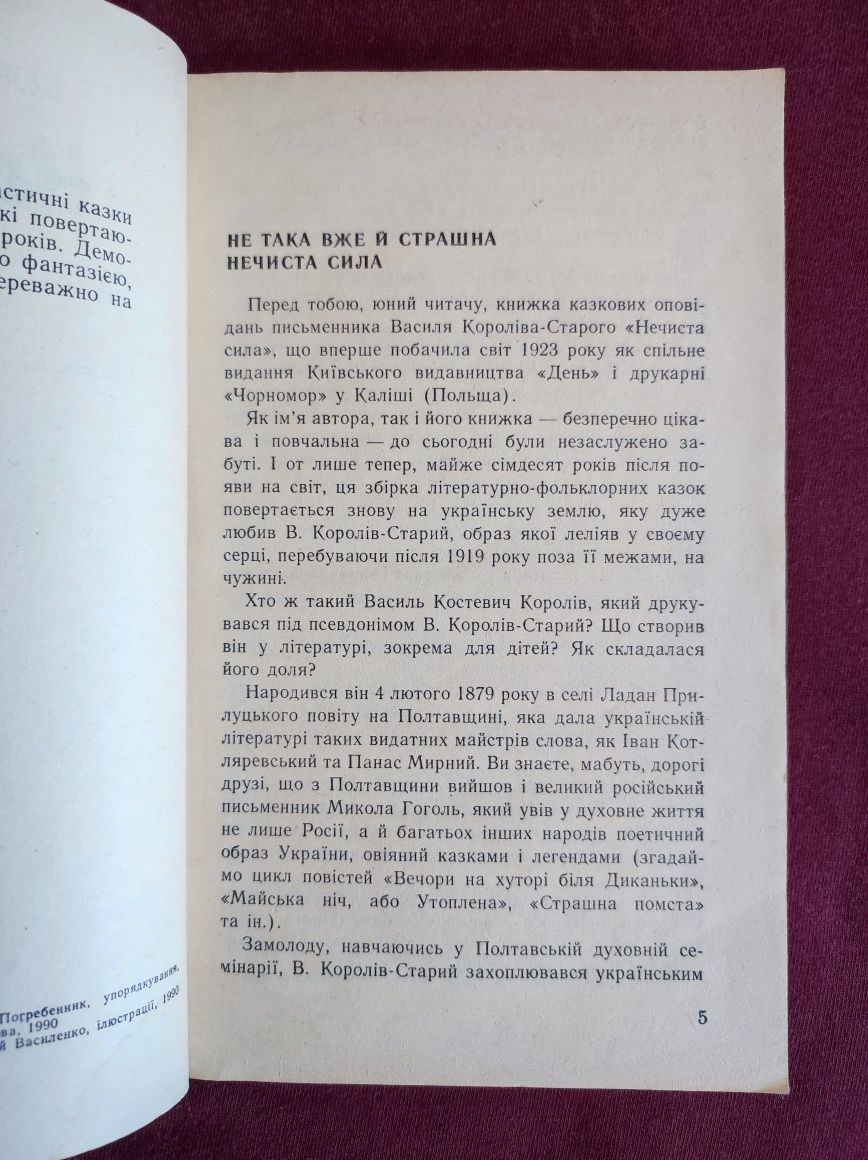 астичні казки
кі повертаю-
років. Демо-
о фантазією,
ереважно на
Погребенник, упорядкування,
ова, 1990
й Василенко, ілюстрації, 1990
НЕ ТАКА ВЖЕ Й СТРАШНА
НЕЧИСТА СИЛА
Перед тобою, юний читачу, книжка казкових опові-
дань письменника Василя Короліва-Старого «Нечиста
сила», що вперше побачила світ 1923 року як спільне
видання Київського видавництва «День» і друкарні
«Чорномор» у Каліші (Польща).
Як ім’я автора, так і його книжка — безперечно ціка-
ва і повчальна — до сьогодні були незаслужено за-
буті. І от лише тепер, майже сімдесят років після по-
яви на світ, ця збірка літературно-фольклорних казок
повертається знову на українську землю, яку дуже
любив В. Королів-Старий, образ якої леліяв у своєму
серці, перебуваючи після 1919 року поза її межами, на
чужині.
Хто ж такий Василь Костевич Королів, який друку-
вався під псевдонімом В. Королів-Старий? Що створив
він у літературі, зокрема для дітей? Як складалася
його доля?
Народився він 4 лютого 1879 року в селі Ладан При-
луцького повіту на Полтавщині, яка дала українській
літературі таких видатних майстрів слова, як Іван Кот-
ляревський та Панас Мирний. Ви знаєте, мабуть, дорогі
друзі, що з Полтавщини вийшов і великий російський
письменник Микола Гоголь, який увів у духовне життя
не лише Росії, а й багатьох інших народів поетичний
образ України, овіяний казками і легендами (згадай-
мо цикл повістей «Вечори на хуторі біля Диканьки»,
«Майська ніч, або Утоплена», «Страшна помста»
та ін.).
Замолоду, навчаючись у Полтавській духовній се-
мінарії, В. Королів-Старий захоплювався українським
5